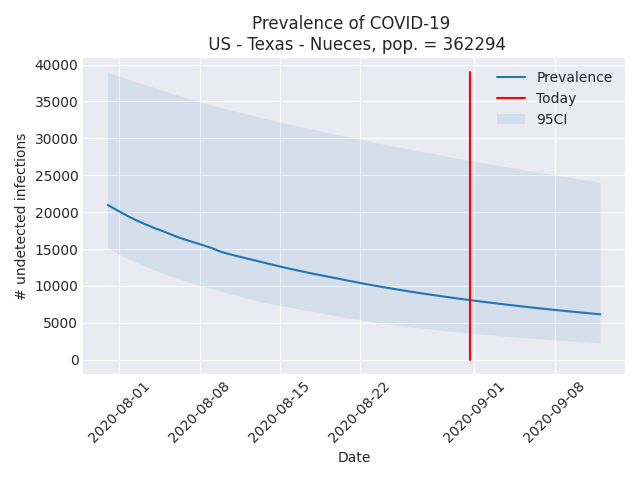 Prevalence of COVID-19
US - Texas - Nueces, pop. = 362294
# undetected infections
40000
35000
30000
25000
20000
15000
10000
5000
0
Prevalence
Today
95CI
2020-08-01
2020-08-08
2020-08-15
2020-08-22
2020-09-01
2020-09-08
Date